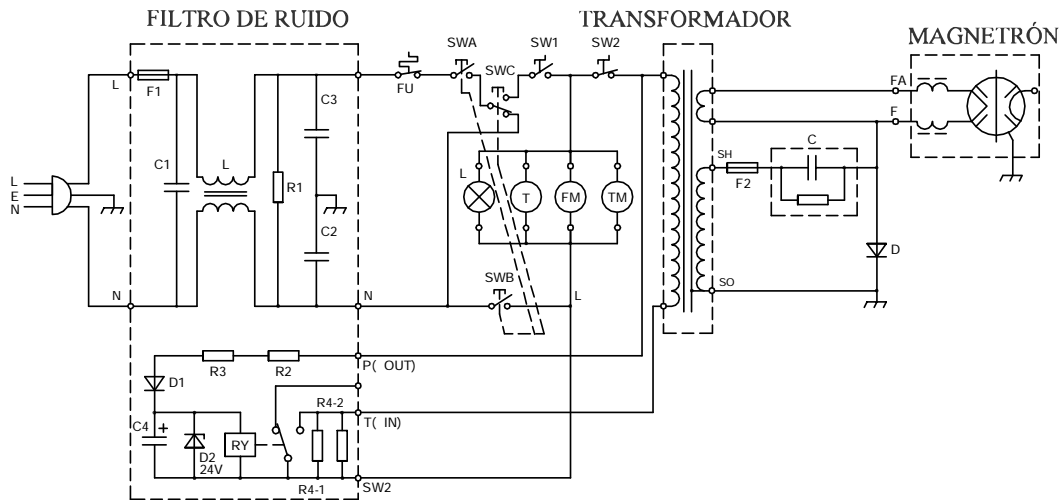 FILTRO DE RUIDO
TRANSFORMADOR
MAGNETRÓN
L
F1
C3
FU
SWA
SWC
SW1
SW2
FA
F
C1
L
R1
L
E
N
C2
L
T
FM
TM
SH
F2
C
D
SWB
N
N
L
SO
R3
R2
P( OUT)
D1
R4-2
T( IN)
C4
+
D2
24V
RY
R4-1
SW2